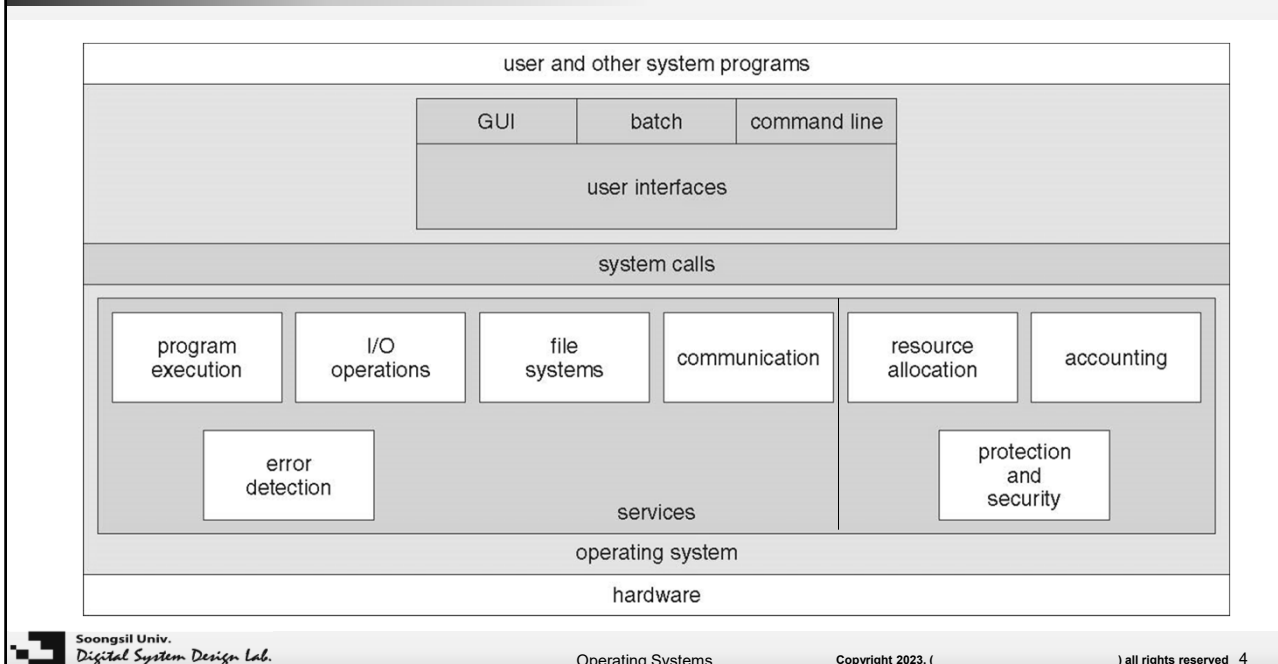 user and other system programs
GUI batch command line
user interfaces
system calls
program
execution
I/O
operations
file
systems
communication
resource
allocation
accounting
error
detection
protection
and
security
services
operating system
hardware
Soongsil Univ.
Digital System Design Lab.
Operating Systems
Copyright 2023. ( ) all rights reserved 4